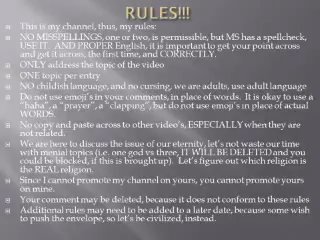 RULES!!!
This is my channel, thus, my rules:
NO MISSPELLINGS, one or two, is permissible, but MS has a spellcheck,
USE IT.  AND PROPER English, it is important to get your point across
and get it across, the first time, and CORRECTLY.
ONLY address the topic of the video
ONE topic per entry
NO childish language, and no cursing, we are adults, use adult language
Do not use emoji's in your comments, in place of words.  It is okay to use a
"haha", a "prayer", a "clapping", but do not use emoji's in place of actual
WORDS.
No copy and paste across to other video's, ESPECIALLY when they are
not related.
We are here to discuss the issue of our eternity, let's not waste our time
with menial topics (i.e. one god vs three, IT WILL BE DELETED and you
could be blocked, if this is brought up).  Let's figure out which religion is
the REAL religion.
Since I cannot promote my channel on yours, you cannot promote yours
on mine.
Your comment may be deleted, because it does not conform to these rules
Additional rules may need to be added to a later date, because some wish
to push the envelope, so let's be civilized, instead.